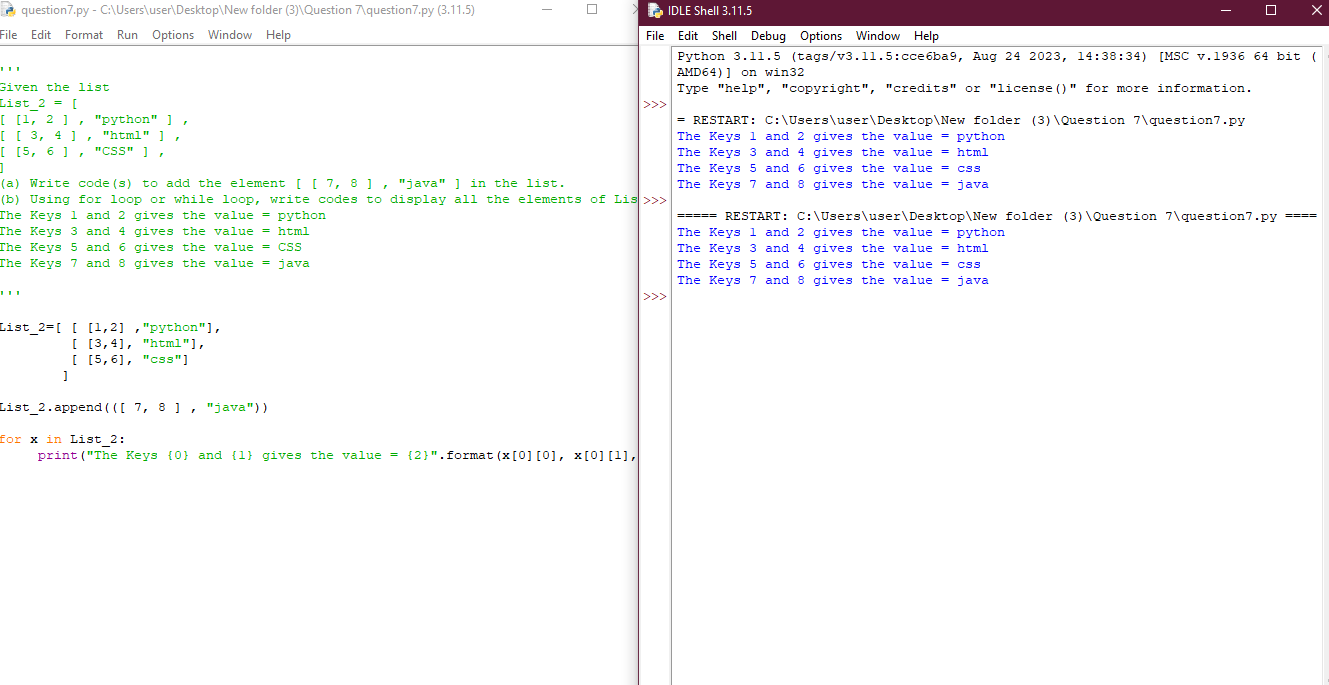 question7.py - C:\Users\user\Desktop\New folder (3)\Question 7\question7.py (3.11.5)
File Edit Format Run Options Window Help
'''
Given the list
List_2 = [
[ [1, 2 ] , "python" ] ,
[ [ 3, 4 ] , "html" ] ,
[ [5, 6 ] , "CSS" ] ,
]
(a) Write code(s) to add the element [ [ 7, 8 ] , "java" ] in the list.
(b) Using for loop or while loop, write codes to display all the elements of Lis
The Keys 1 and 2 gives the value = python
The Keys 3 and 4 gives the value = html
The Keys 5 and 6 gives the value = CSS
The Keys 7 and 8 gives the value = java
'''
List_2=[ [ [1,2] ,"python"],
[ [3,4], "html"],
[ [5,6], "css"]
]
List_2.append(([ 7, 8 ] , "java"))
for x in List_2:
print("The Keys {0} and {1} gives the value = {2}".format(x[0][0], x[0][1],
IDLE Shell 3.11.5
File Edit Shell Debug Options Window Help
Python 3.11.5 (tags/v3.11.5:cce6ba9, Aug 24 2023, 14:38:34) [MSC v.1936 64 bit (
AMD64)] on win32
Type "help", "copyright", "credits" or "license()" for more information.
>>>
= RESTART: C:\Users\user\Desktop\New folder (3)\Question 7\question7.py
The Keys 1 and 2 gives the value = python
The Keys 3 and 4 gives the value = html
The Keys 5 and 6 gives the value = css
The Keys 7 and 8 gives the value = java
>>>
===== RESTART: C:\Users\user\Desktop\New folder (3)\Question 7\question7.py ====
The Keys 1 and 2 gives the value = python
The Keys 3 and 4 gives the value = html
The Keys 5 and 6 gives the value = css
The Keys 7 and 8 gives the value = java
>>>